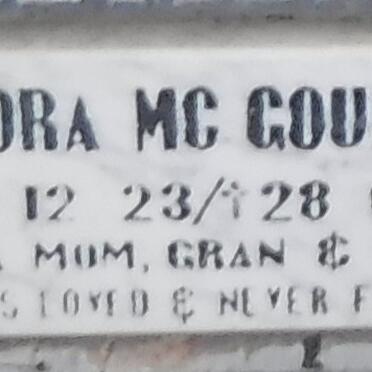 ORA MC GOU
12 23/†28
MOM, GRAN &
LOVED & NEVER F